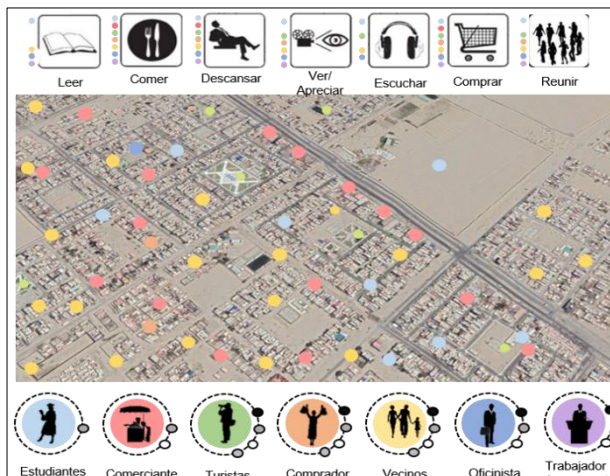 Leer
Comer
Descansar
Ver/
Apreciar
Escuchar
Comprar
Reunir
Estudiantes
Comerciante
Turistas
Comprador
Vecinos
Oficinista
Trabajador